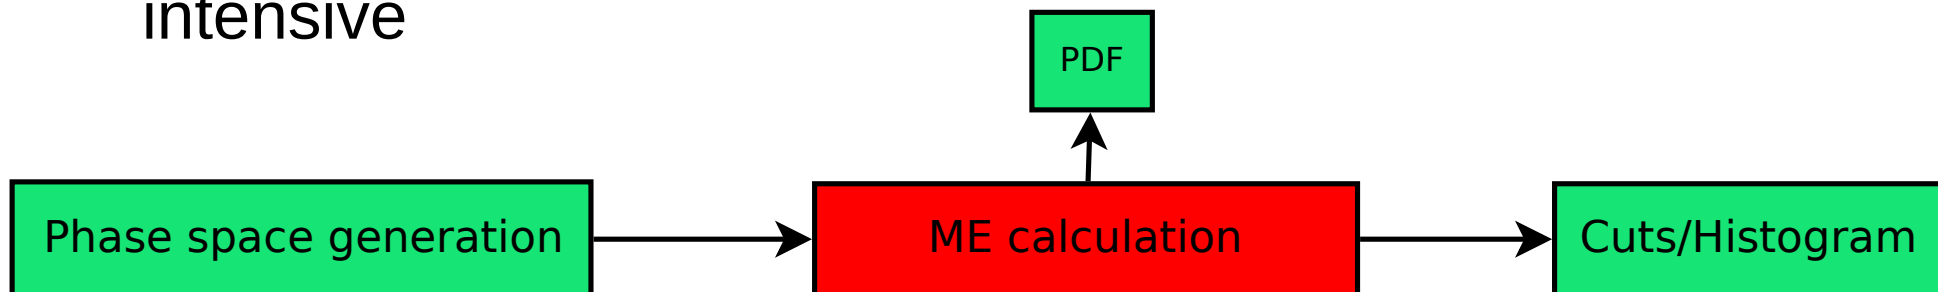 intensive
PDF
Phase space generation
ME calculation
Cuts/Histogram